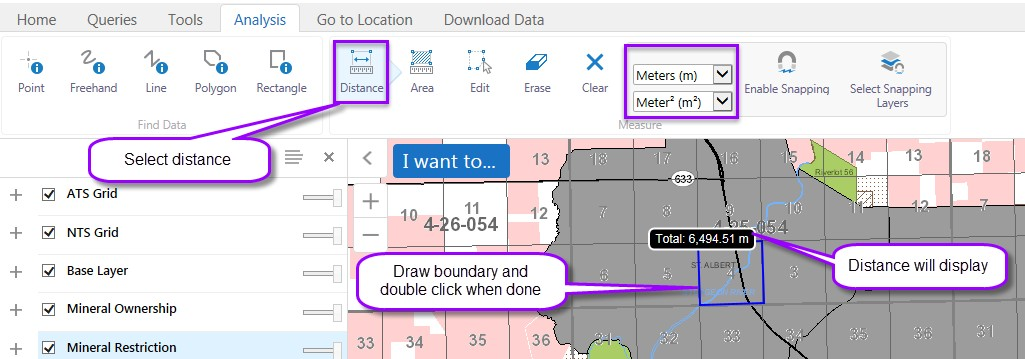 Home Queries Tools Analysis Go to Location Download Data
Point Freehand Line Polygon Rectangle Distance Area Edit Erase Clear
Meters (m)
Meter² (m²)
Enable Snapping
Select Snapping
Layers
Find Data
Measure
Select distance
I want to...
ATS Grid
NTS Grid
Base Layer
Mineral Ownership
Mineral Restriction
13 18 17 16 15 14 13 18
633
Riverlot 56
10 11 12 7 8 9 10 11 12 7
4-26-054
Total: 6,494.51 m
Draw boundary and
double click when done
Distance will display
ST ALBERT
6 5 4 3
33 34 35 36 31 32 33 34 35 36 31